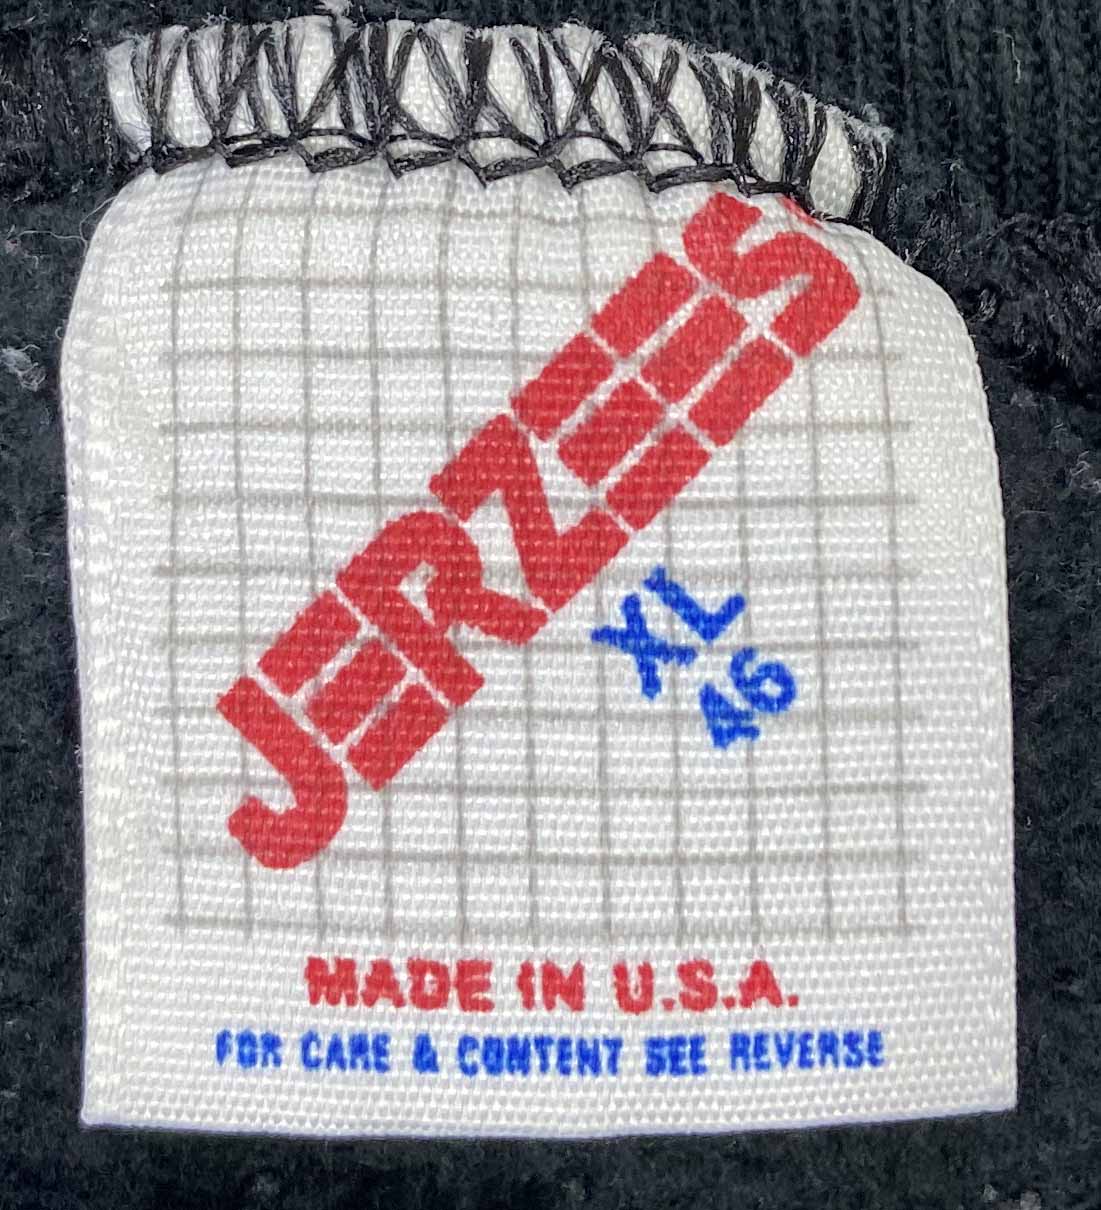 JERZEES
XL
46
MADE IN U.S.A.
FOR CARE & CONTENT SEE REVERSE